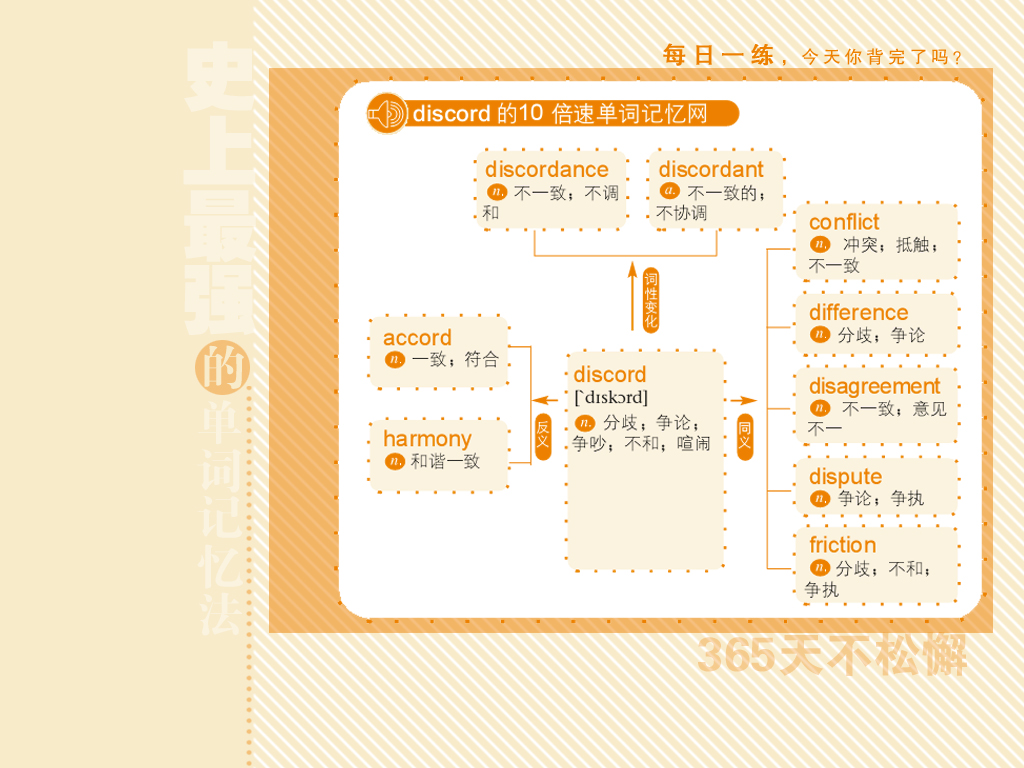 史上最强的单词记忆法
每日一练，今天你背完了吗?
discord 的10 倍速单词记忆网
discordance
n. 不一致；不调
和
discordant
a. 不一致的；
不协调
词性变化
accord
n. 一致；符合
harmony
n. 和谐一致
反义
discord
[`dɪskɔrd]
n. 分歧；争论；
争吵；不和；喧闹
同义
conflict
n. 冲突；抵触；
不一致
difference
n. 分歧；争论
disagreement
n. 不一致；意见
不一
dispute
n. 争论；争执
friction
n. 分歧；不和；
争执
365天不松懈